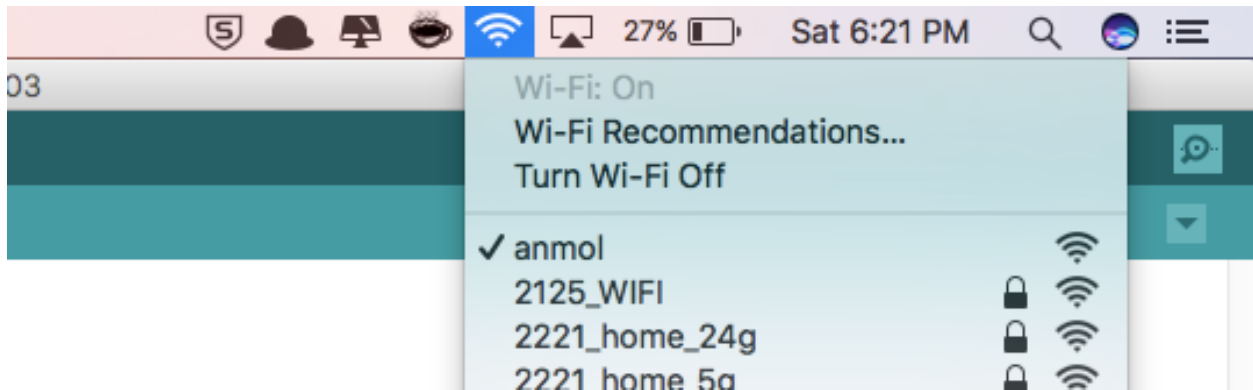 27% Sat 6:21 PM
03
Wi-Fi: On
Wi-Fi Recommendations...
Turn Wi-Fi Off
anmol
2125_WIFI
2221_home_24g
2221_home_5g